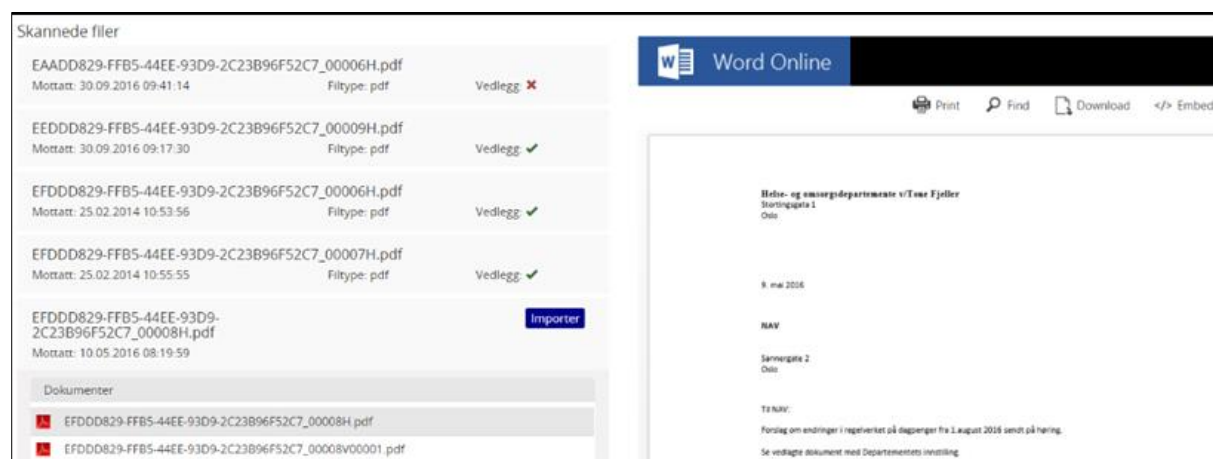 Skannede filer
EAADD829-FFB5-44EE-93D9-2C23B96F52C7_00006H.pdf
Mottatt: 30.09.2016 09:41:14 Filtype: pdf Vedlegg: ✖
EEDDD829-FFB5-44EE-93D9-2C23B96F52C7_00009H.pdf
Mottatt: 30.09.2016 09:17:30 Filtype: pdf Vedlegg: ✔
EFDDD829-FFB5-44EE-93D9-2C23B96F52C7_00006H.pdf
Mottatt: 25.02.2014 10:53:56 Filtype: pdf Vedlegg: ✔
EFDDD829-FFB5-44EE-93D9-2C23B96F52C7_00007H.pdf
Mottatt: 25.02.2014 10:55:55 Filtype: pdf Vedlegg: ✔
EFDDD829-FFB5-44EE-93D9-
2C23B96F52C7_00008H.pdf
Importer
Mottatt: 10.05.2016 08:19:59
Dokumenter
EFDDD829-FFB5-44EE-93D9-2C23B96F52C7_00008H.pdf
EFDDD829-FFB5-44EE-93D9-2C23B96F52C7_00008V00001.pdf
Word Online
Print Find Download </> Embed
Helse- og omsorgsdepartemente v/Tone Fjeller
Stortingsgata 1
Oslo
9. mai 2016
NAV
Sannergate 2
Oslo
Til NAV:
Forslag om endringer i regelverket på dagpenger fra 1.august 2016 sendt på høring.
Se vedlagte dokument med Departementets innstilling